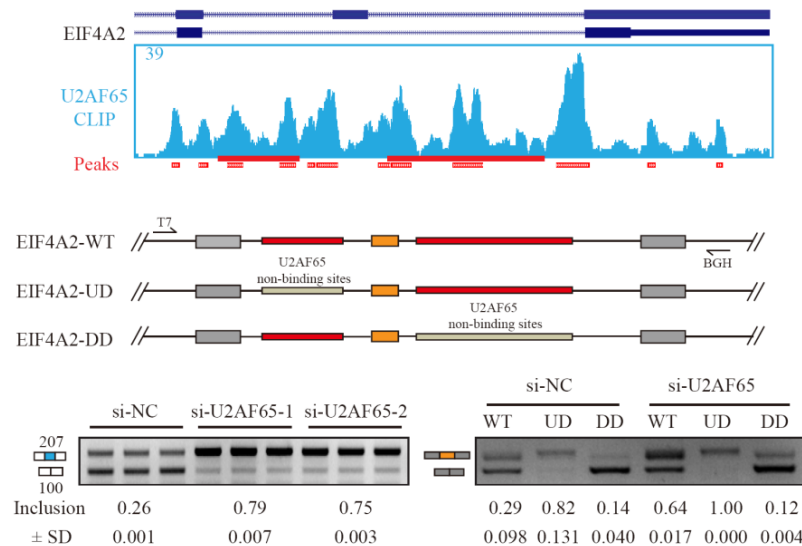 EIF4A2
39
U2AF65
CLIP
Peaks
T7
EIF4A2-WT
BGH
U2AF65
non-binding sites
EIF4A2-UD
U2AF65
non-binding sites
EIF4A2-DD
si-NC si-U2AF65-1 si-U2AF65-2
207
100
Inclusion 0.26 0.79 0.75
± SD 0.001 0.007 0.003
si-NC si-U2AF65
WT UD DD WT UD DD
0.29 0.82 0.14 0.64 1.00 0.12
0.098 0.131 0.040 0.017 0.000 0.004